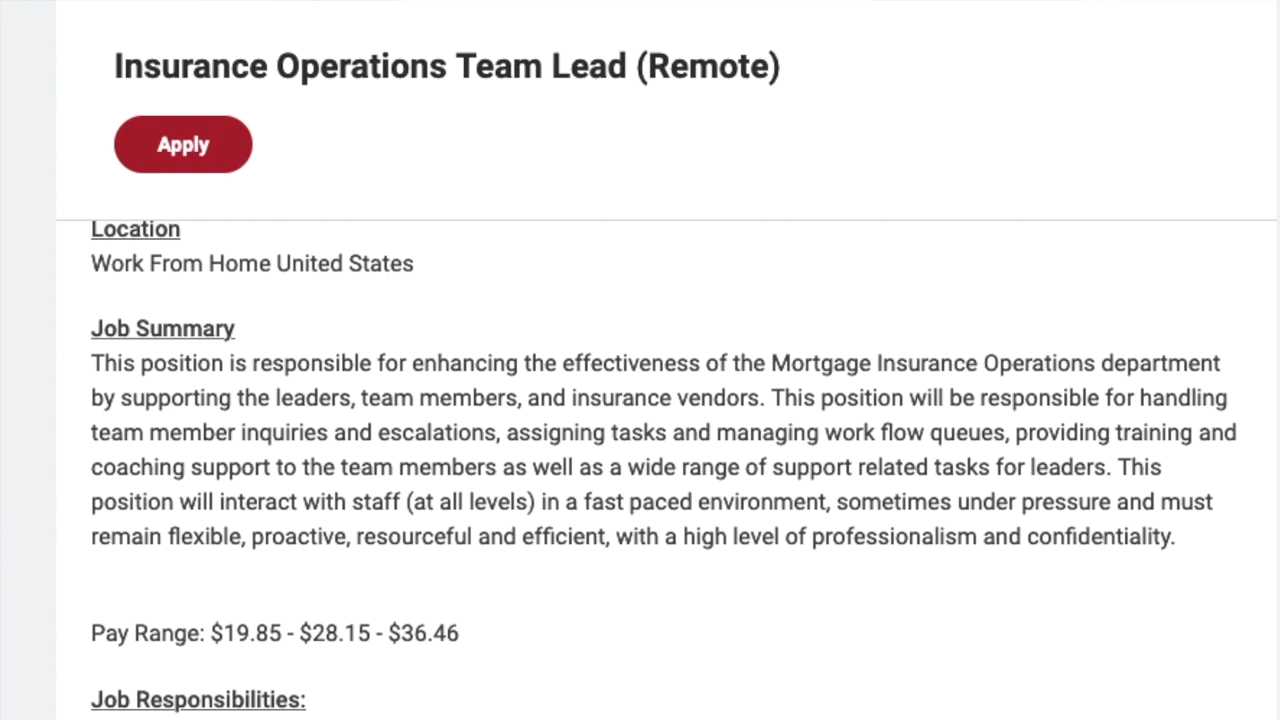 Insurance Operations Team Lead (Remote)
Apply
Location
Work From Home United States
Job Summary
This position is responsible for enhancing the effectiveness of the Mortgage Insurance Operations department
by supporting the leaders, team members, and insurance vendors. This position will be responsible for handling
team member inquiries and escalations, assigning tasks and managing work flow queues, providing training and
coaching support to the team members as well as a wide range of support related tasks for leaders. This
position will interact with staff (at all levels) in a fast paced environment, sometimes under pressure and must
remain flexible, proactive, resourceful and efficient, with a high level of professionalism and confidentiality.
Pay Range: $19.85 - $28.15 - $36.46
Job Responsibilities: